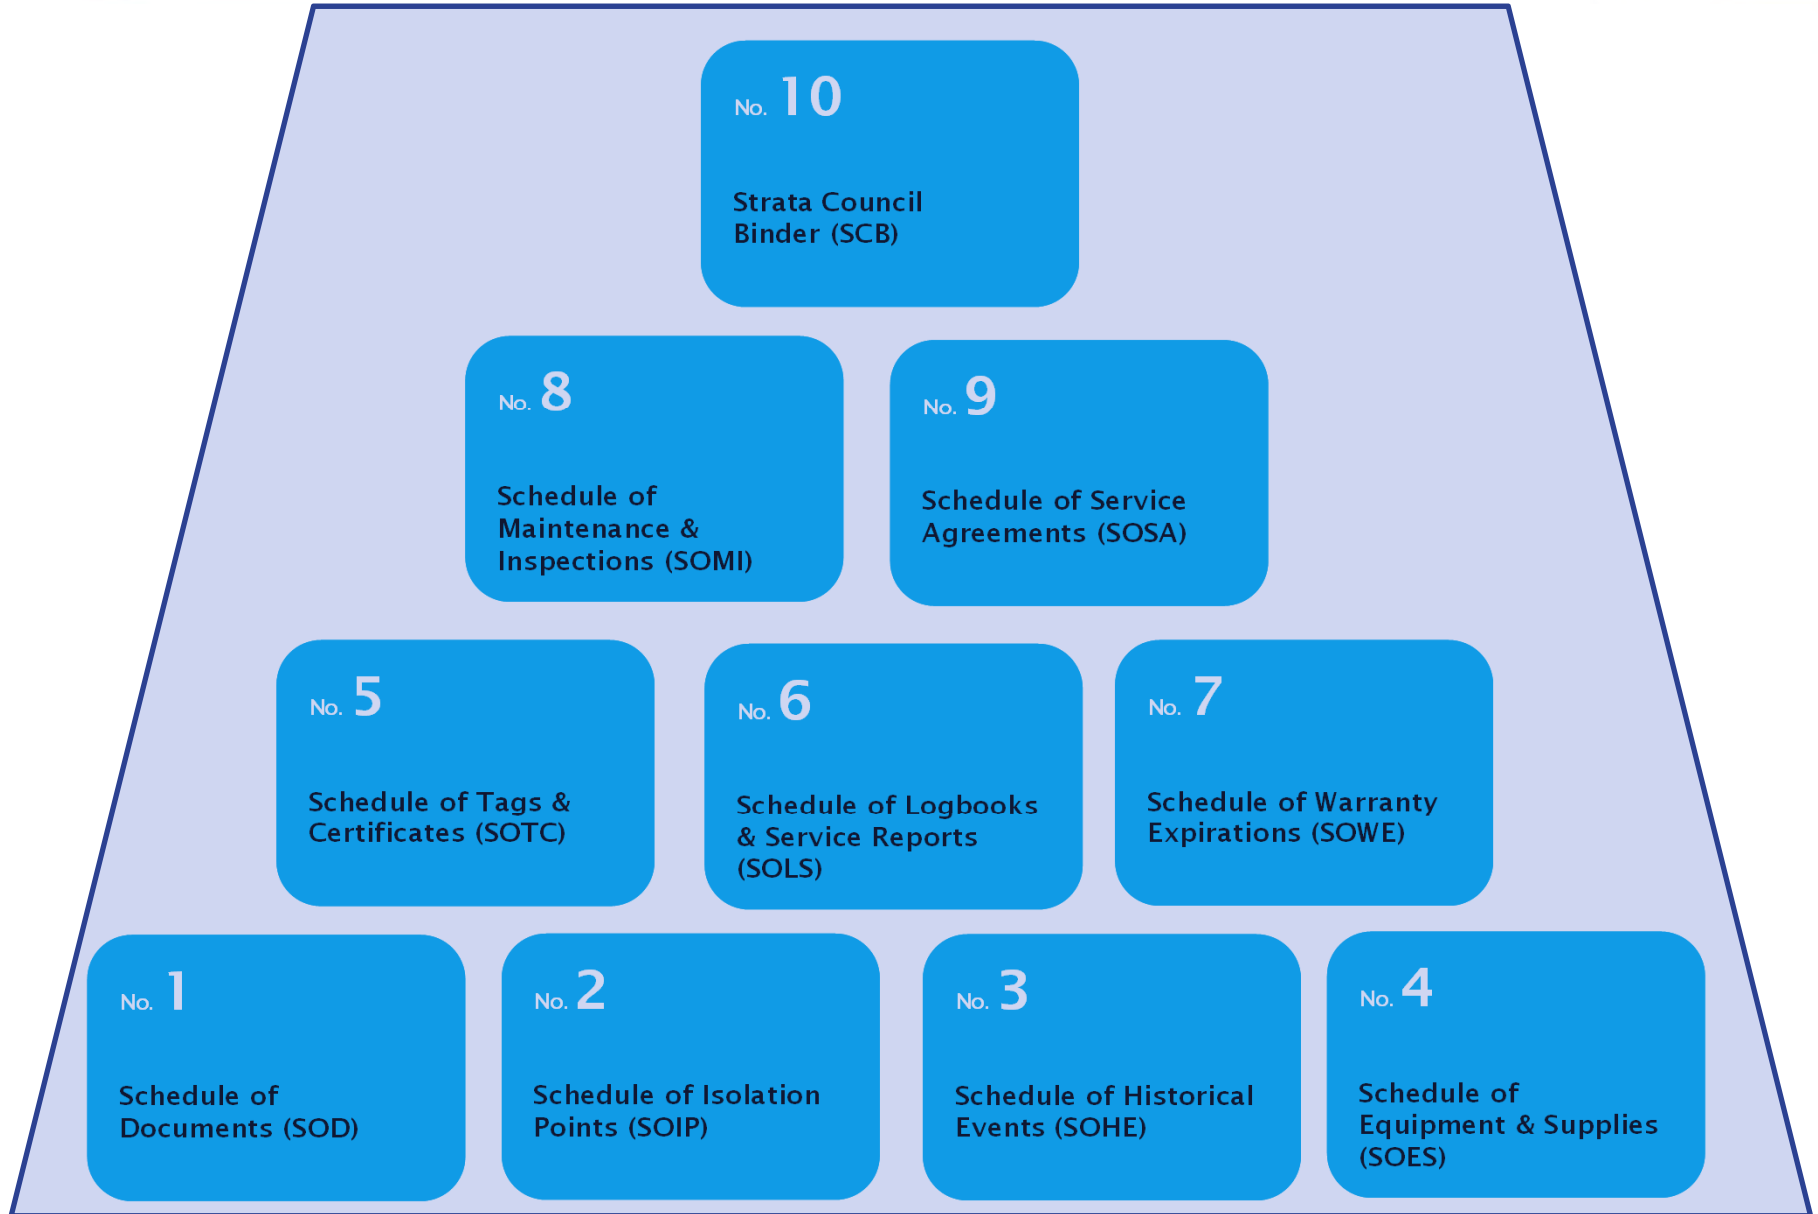 No. 10
Strata Council
Binder (SCB)
No. 8
Schedule of
Maintenance &
Inspections (SOMI)
No. 9
Schedule of Service
Agreements (SOSA)
No. 5
Schedule of Tags &
Certificates (SOTC)
No. 6
Schedule of Logbooks
& Service Reports
(SOLS)
No. 7
Schedule of Warranty
Expirations (SOWE)
No. 1
Schedule of
Documents (SOD)
No. 2
Schedule of Isolation
Points (SOIP)
No. 3
Schedule of Historical
Events (SOHE)
No. 4
Schedule of
Equipment & Supplies
(SOES)